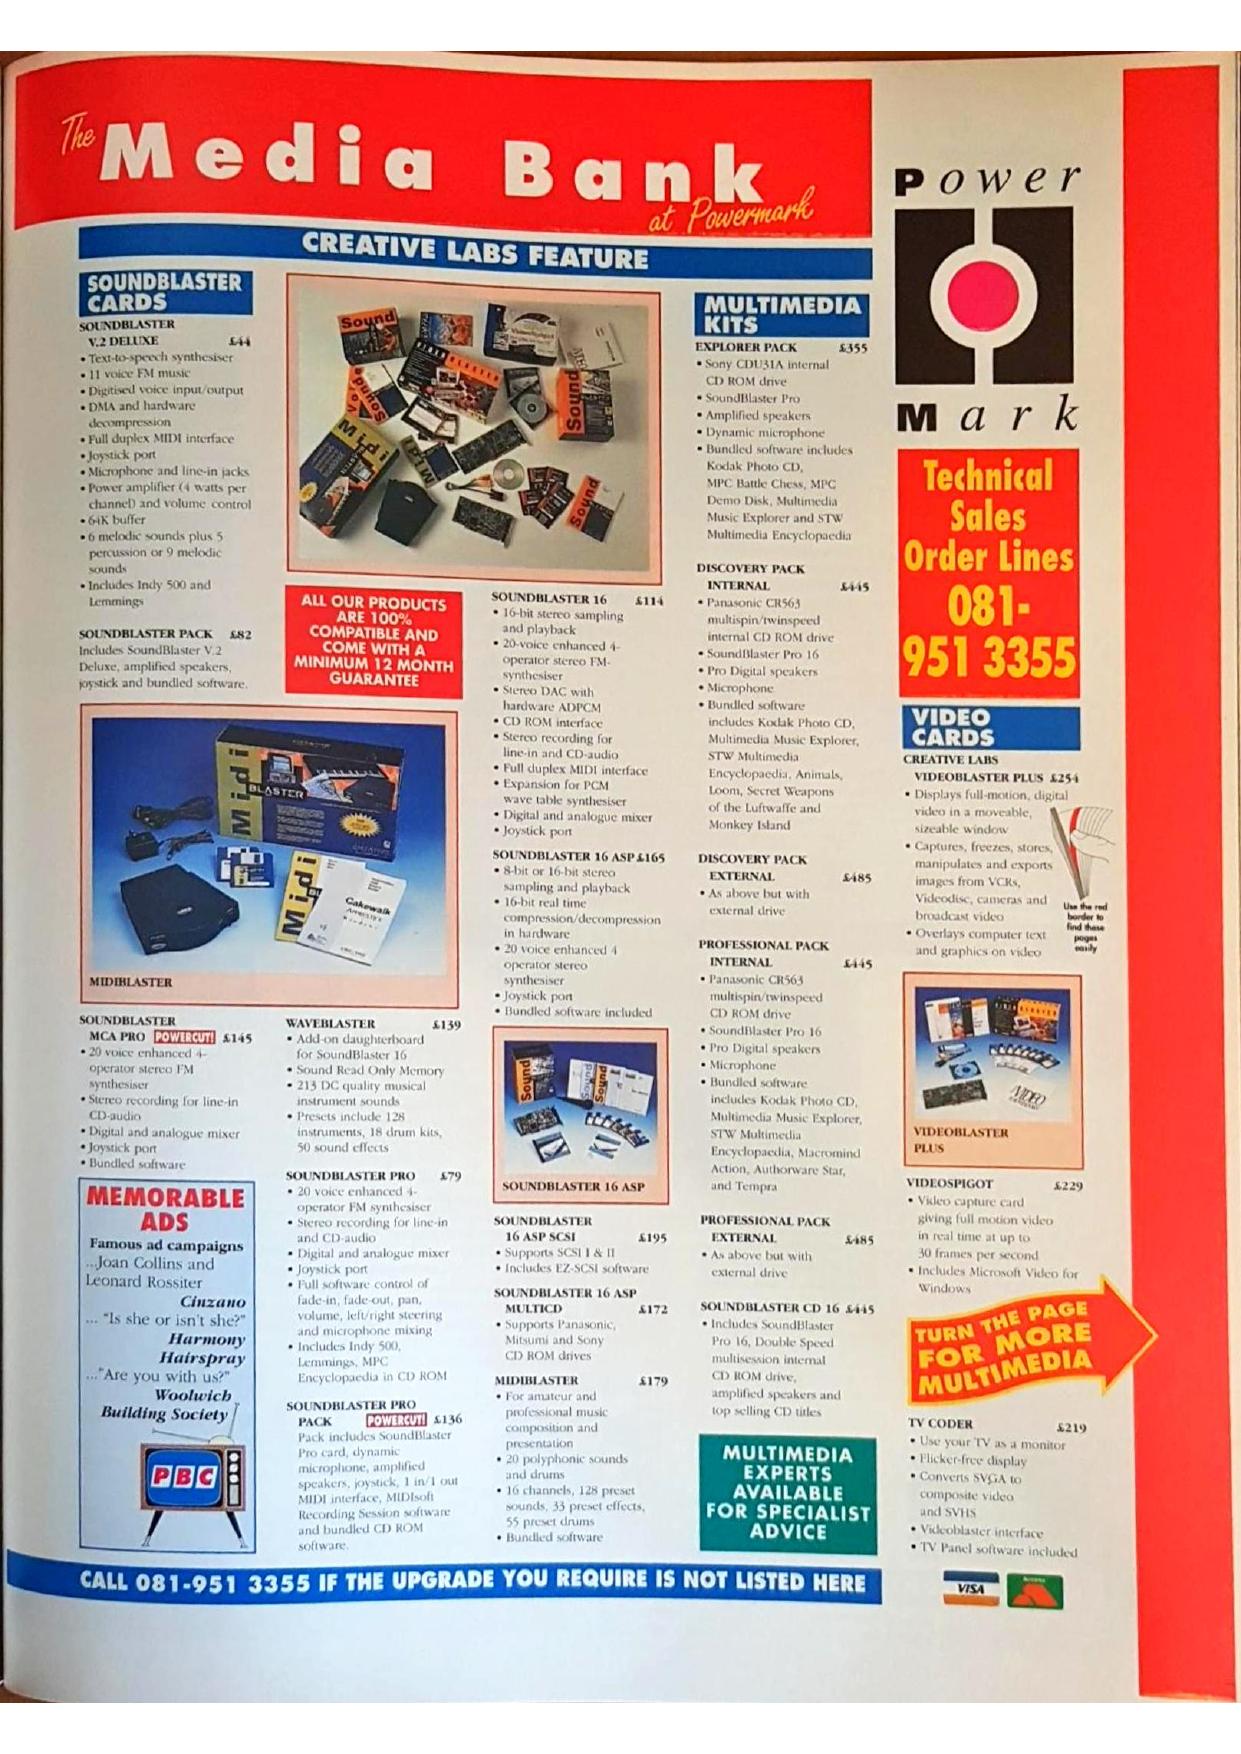 The Media Bank
at Powermark
CREATIVE LABS FEATURE
SOUNDBLASTER
CARDS
SOUNDBLASTER
V.2 DELUXE £44
• Text-to-speech synthesiser
• 11 voice FM music
• Digitised voice input/output
• DMA and hardware
decompression
• Full duplex MIDI interface
• Joystick port
• Microphone and line-in jacks
• Power amplifier (4 watts per
channel) and volume control
• 64K buffer
• 6 melodic sounds plus 5
percussion or 9 melodic
sounds
• Includes Indy 500 and
Lemmings
SOUNDBLASTER PACK £82
Includes SoundBlaster V.2
Deluxe, amplified speakers,
joystick and bundled software.
ALL OUR PRODUCTS
ARE 100%
COMPATIBLE AND
COME WITH A
MINIMUM 12 MONTH
GUARANTEE
Midi
BLASTER
Cakewalk
MIDIBLASTER
SOUNDBLASTER
MCA PRO POWERCUT! £145
• 20 voice enhanced 4-
operator stereo FM
synthesiser
• Stereo recording for line-in
CD-audio
• Digital and analogue mixer
• Joystick port
• Bundled software
MEMORABLE
ADS
Famous ad campaigns
...Joan Collins and
Leonard Rossiter
Cinzano
... "Is she or isn't she?"
Harmony
Hairspray
..."Are you with us?"
Woolwich
Building Society
PBC
WAVEBLASTER £139
• Add-on daughterboard
for SoundBlaster 16
• Sound Read Only Memory
• 213 DC quality musical
instrument sounds
• Presets include 128
instruments, 18 drum kits,
50 sound effects
SOUNDBLASTER PRO £79
• 20 voice enhanced 4-
operator FM synthesiser
• Stereo recording for line-in
and CD-audio
• Digital and analogue mixer
• Joystick port
• Full software control of
fade-in, fade-out, pan,
volume, left/right steering
and microphone mixing
• Includes Indy 500,
Lemmings, MPC
Encyclopaedia in CD ROM
SOUNDBLASTER PRO
PACK POWERCUT! £136
Pack includes SoundBlaster
Pro card, dynamic
microphone, amplified
speakers, joystick, 1 in/1 out
MIDI interface, MIDIsoft
Recording Session software
and bundled CD ROM
software.
SOUNDBLASTER 16 £114
• 16-bit stereo sampling
and playback
• 20-voice enhanced 4-
operator stereo FM-
synthesiser
• Stereo DAC with
hardware ADPCM
• CD ROM interface
• Stereo recording for
line-in and CD-audio
• Full duplex MIDI interface
• Expansion for PCM
wave table synthesiser
• Digital and analogue mixer
• Joystick port
SOUNDBLASTER 16 ASP £165
• 8-bit or 16-bit stereo
sampling and playback
• 16-bit real time
compression/decompression
in hardware
• 20 voice enhanced 4
operator stereo
synthesiser
• Joystick port
• Bundled software included
SOUNDBLASTER 16 ASP
SOUNDBLASTER
16 ASP SCSI £195
• Supports SCSI I & II
• Includes EZ-SCSI software
SOUNDBLASTER 16 ASP
MULTICD £172
• Supports Panasonic,
Mitsumi and Sony
CD ROM drives
MIDIBLASTER £179
• For amateur and
professional music
composition and
presentation
• 20 polyphonic sounds
and drums
• 16 channels, 128 preset
sounds, 33 preset effects,
55 preset drums
• Bundled software
MULTIMEDIA
KITS
EXPLORER PACK £355
• Sony CDU31A internal
CD ROM drive
• SoundBlaster Pro
• Amplified speakers
• Dynamic microphone
• Bundled software includes
Kodak Photo CD,
MPC Battle Chess, MPC
Demo Disk, Multimedia
Music Explorer and STW
Multimedia Encyclopaedia
DISCOVERY PACK
INTERNAL £445
• Panasonic CR563
multispin/twinspeed
internal CD ROM drive
• SoundBlaster Pro 16
• Pro Digital speakers
• Microphone
• Bundled software
includes Kodak Photo CD,
Multimedia Music Explorer,
STW Multimedia
Encyclopaedia, Animals,
Loom, Secret Weapons
of the Luftwaffe and
Monkey Island
DISCOVERY PACK
EXTERNAL £485
• As above but with
external drive
PROFESSIONAL PACK
INTERNAL £445
• Panasonic CR563
multispin/twinspeed
CD ROM drive
• SoundBlaster Pro 16
• Pro Digital speakers
• Microphone
• Bundled software
includes Kodak Photo CD,
Multimedia Music Explorer,
STW Multimedia
Encyclopaedia, Macromind
Action, Authorware Star,
and Tempra
PROFESSIONAL PACK
EXTERNAL £485
• As above but with
external drive
SOUNDBLASTER CD 16 £445
• Includes SoundBlaster
Pro 16, Double Speed
multisession internal
CD ROM drive,
amplified speakers and
top selling CD titles
MULTIMEDIA
EXPERTS
AVAILABLE
FOR SPECIALIST
ADVICE
Power
Mark
Technical
Sales
Order Lines
081-
951 3355
VIDEO
CARDS
CREATIVE LABS
VIDEOBLASTER PLUS £254
• Displays full-motion, digital
video in a moveable,
sizeable window
• Captures, freezes, stores,
manipulates and exports
images from VCRs,
Videodisc, cameras and
broadcast video
• Overlays computer text
and graphics on video
Use the red
border to
find these
pages
easily
VIDEOBLASTER
PLUS
VIDEOSPIGOT £229
• Video capture card
giving full motion video
in real time at up to
30 frames per second
• Includes Microsoft Video for
Windows
TURN THE PAGE
FOR MORE
MULTIMEDIA
TV CODER £219
• Use your TV as a monitor
• Flicker-free display
• Converts SVGA to
composite video
and SVHS
• Videoblaster interface
• TV Panel software included
CALL 081-951 3355 IF THE UPGRADE YOU REQUIRE IS NOT LISTED HERE
VISA